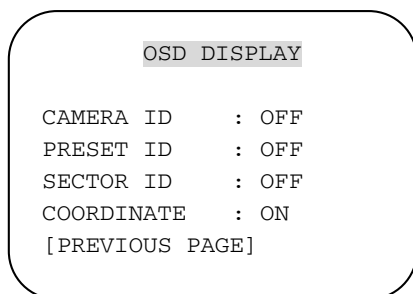 OSD DISPLAY
CAMERA ID : OFF
PRESET ID : OFF
SECTOR ID : OFF
COORDINATE : ON
[PREVIOUS PAGE]